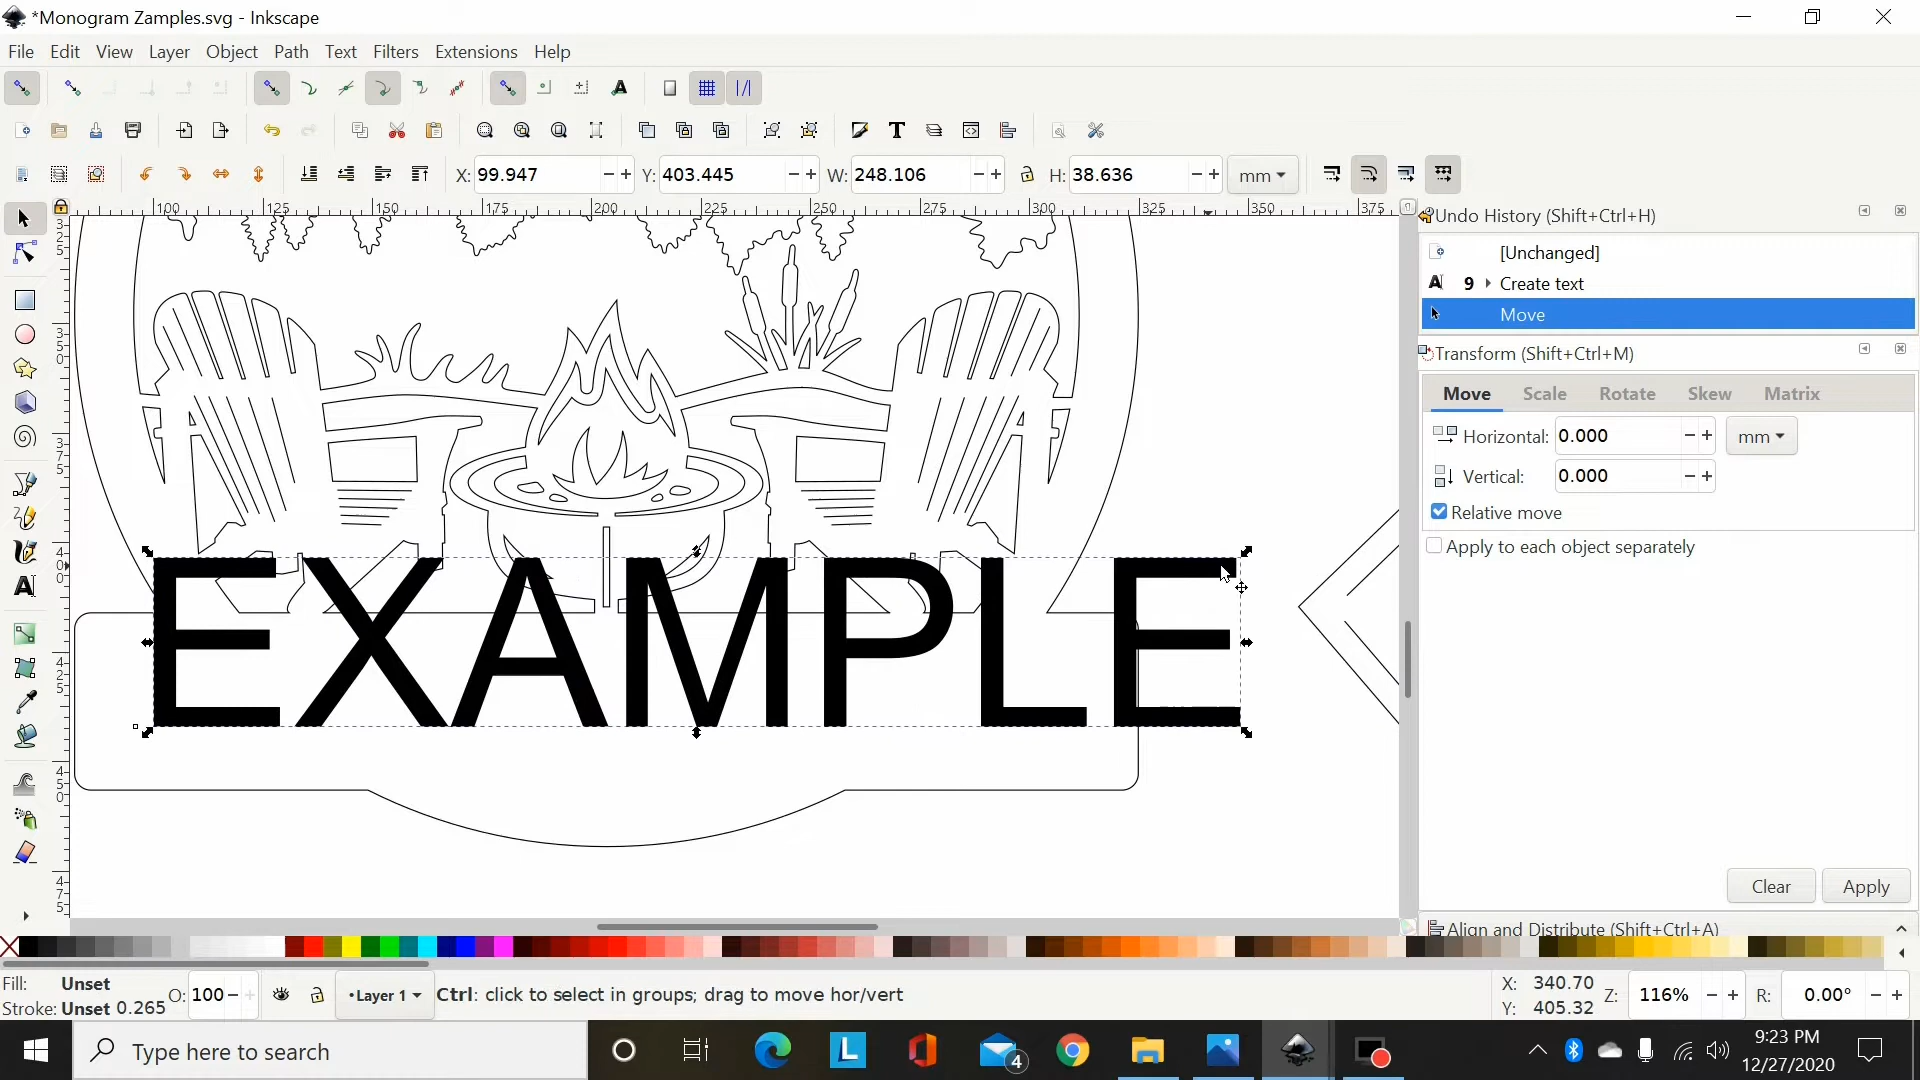 *Monogram Zamples.svg - Inkscape
File Edit View Layer Object Path Text Filters Extensions Help
X: 99.947 Y: 403.445 W: 248.106 H: 38.636 mm
100 125 150 175 200 225 250 275 300 325 350 375
Undo History (Shift+Ctrl+H)
[Unchanged]
9 Create text
Move
Transform (Shift+Ctrl+M)
Move Scale Rotate Skew Matrix
Horizontal: 0.000 mm
Vertical: 0.000
Relative move
Apply to each object separately
EXAMPLE
Clear Apply
Align and Distribute (Shift+Ctrl+A)
Fill: Unset
Stroke: Unset 0.265 O: 100 •Layer 1 Ctrl: click to select in groups; drag to move hor/vert
X: 340.70
Y: 405.32
Z: 116% R: 0.00°
Type here to search
4
9:23 PM
12/27/2020